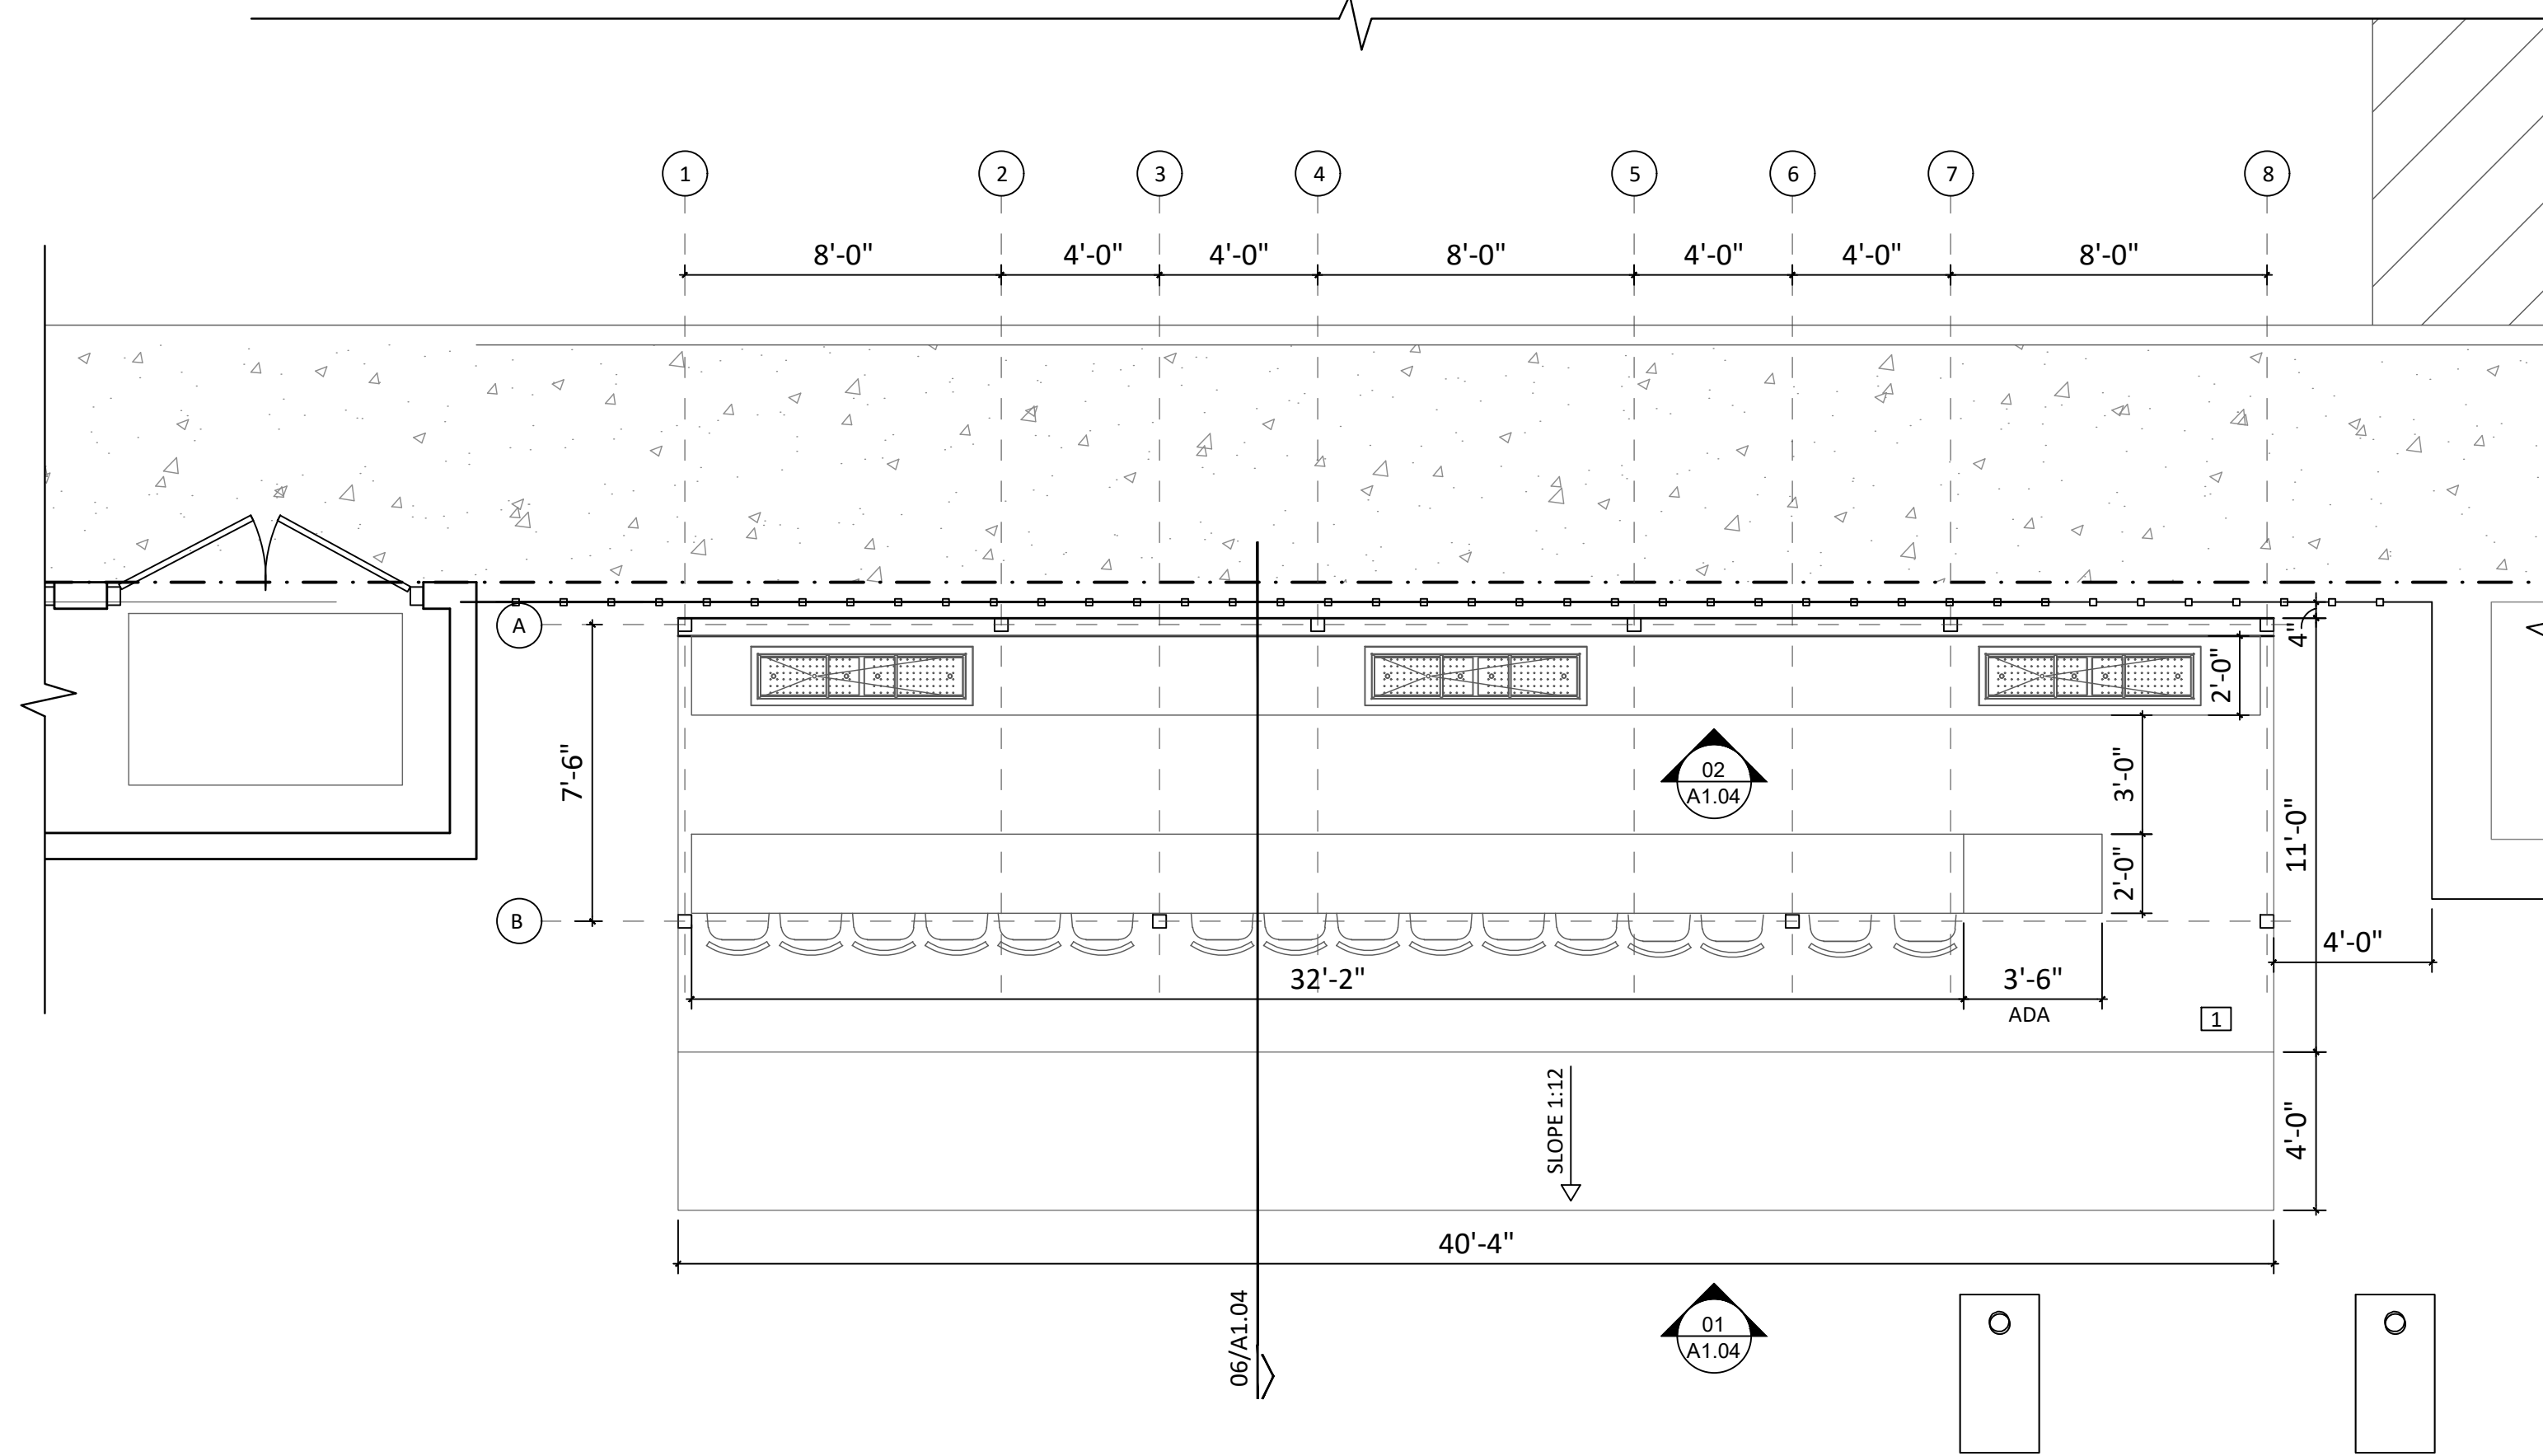 1 2 3 4 5 6 7 8
8'-0" 4'-0" 4'-0" 8'-0" 4'-0" 4'-0" 8'-0"
A
4"
2'-0"
7'-6"
02
A1.04
3'-0"
11'-0"
2'-0"
B
4'-0"
32'-2" 3'-6"
ADA
1
SLOPE 1:12
4'-0"
40'-4"
06/A1.04
01
A1.04